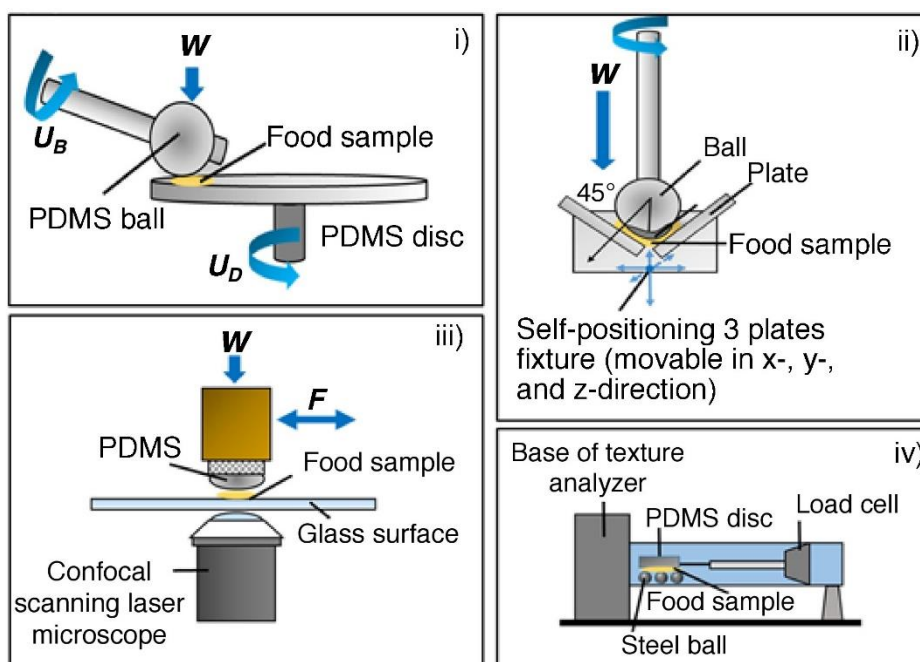 i)
W
U_B
Food sample
PDMS ball
PDMS disc
U_D
ii)
W
Ball
45°
Plate
Food sample
Self-positioning 3 plates
fixture (movable in x-, y-,
and z-direction)
iii)
W
F
PDMS
Food sample
Glass surface
Confocal
scanning laser
microscope
iv)
Base of texture
analyzer
Load cell
PDMS disc
Food sample
Steel ball